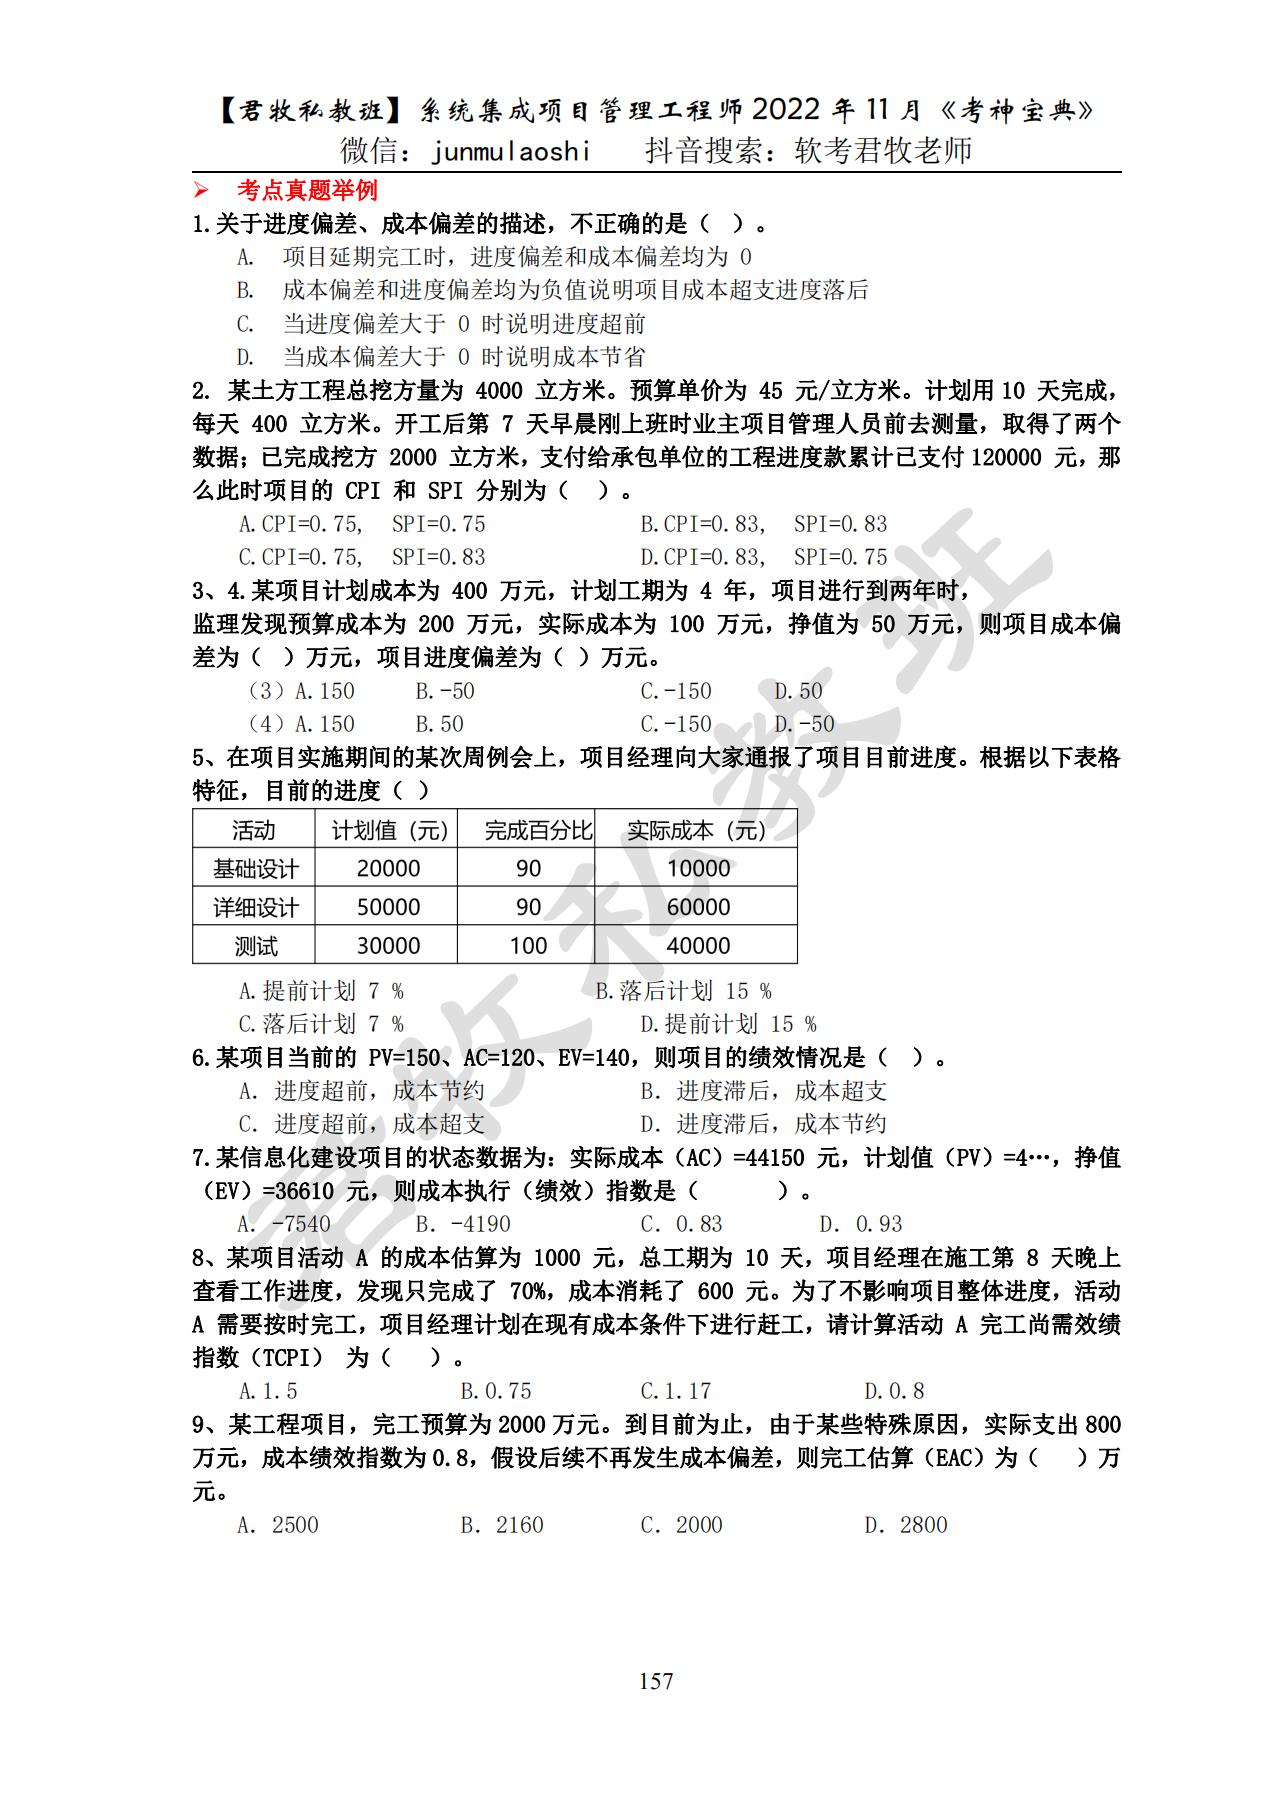 【君牧私教班】系统集成项目管理工程师 2022 年 11 月《考神宝典》
微信：junmulaoshi 抖音搜索：软考君牧老师
➢ 考点真题举例
1.关于进度偏差、成本偏差的描述，不正确的是（ ）。
A. 项目延期完工时，进度偏差和成本偏差均为 0
B. 成本偏差和进度偏差均为负值说明项目成本超支进度落后
C. 当进度偏差大于 0 时说明进度超前
D. 当成本偏差大于 0 时说明成本节省
2. 某土方工程总挖方量为 4000 立方米。预算单价为 45 元/立方米。计划用 10 天完成，
每天 400 立方米。开工后第 7 天早晨刚上班时业主项目管理人员前去测量，取得了两个
数据；已完成挖方 2000 立方米，支付给承包单位的工程进度款累计已支付 120000 元，那
么此时项目的 CPI 和 SPI 分别为（ ）。
A.CPI=0.75, SPI=0.75 B.CPI=0.83, SPI=0.83
C.CPI=0.75, SPI=0.83 D.CPI=0.83, SPI=0.75
3、4.某项目计划成本为 400 万元，计划工期为 4 年，项目进行到两年时，
监理发现预算成本为 200 万元，实际成本为 100 万元，挣值为 50 万元，则项目成本偏
差为（ ）万元，项目进度偏差为（ ）万元。
（3）A.150 B.-50 C.-150 D.50
（4）A.150 B.50 C.-150 D.-50
5、在项目实施期间的某次周例会上，项目经理向大家通报了项目目前进度。根据以下表格
特征，目前的进度（ ）
活动 计划值（元） 完成百分比 实际成本（元）
基础设计 20000 90 10000
详细设计 50000 90 60000
测试 30000 100 40000
A.提前计划 7 % B.落后计划 15 %
C.落后计划 7 % D.提前计划 15 %
6.某项目当前的 PV=150、AC=120、EV=140，则项目的绩效情况是（ ）。
A. 进度超前，成本节约 B. 进度滞后，成本超支
C. 进度超前，成本超支 D. 进度滞后，成本节约
7.某信息化建设项目的状态数据为：实际成本（AC）=44150 元，计划值（PV）=4…，挣值
（EV）=36610 元，则成本执行（绩效）指数是（ ）。
A. -7540 B. -4190 C. 0.83 D. 0.93
8、某项目活动 A 的成本估算为 1000 元，总工期为 10 天，项目经理在施工第 8 天晚上
查看工作进度，发现只完成了 70%，成本消耗了 600 元。为了不影响项目整体进度，活动
A 需要按时完工，项目经理计划在现有成本条件下进行赶工，请计算活动 A 完工尚需效绩
指数（TCPI） 为（ ）。
A.1.5 B.0.75 C.1.17 D.0.8
9、某工程项目，完工预算为 2000 万元。到目前为止，由于某些特殊原因，实际支出 800
万元，成本绩效指数为 0.8，假设后续不再发生成本偏差，则完工估算（EAC）为（ ）万
元。
A. 2500 B. 2160 C. 2000 D. 2800
君牧私教班
157